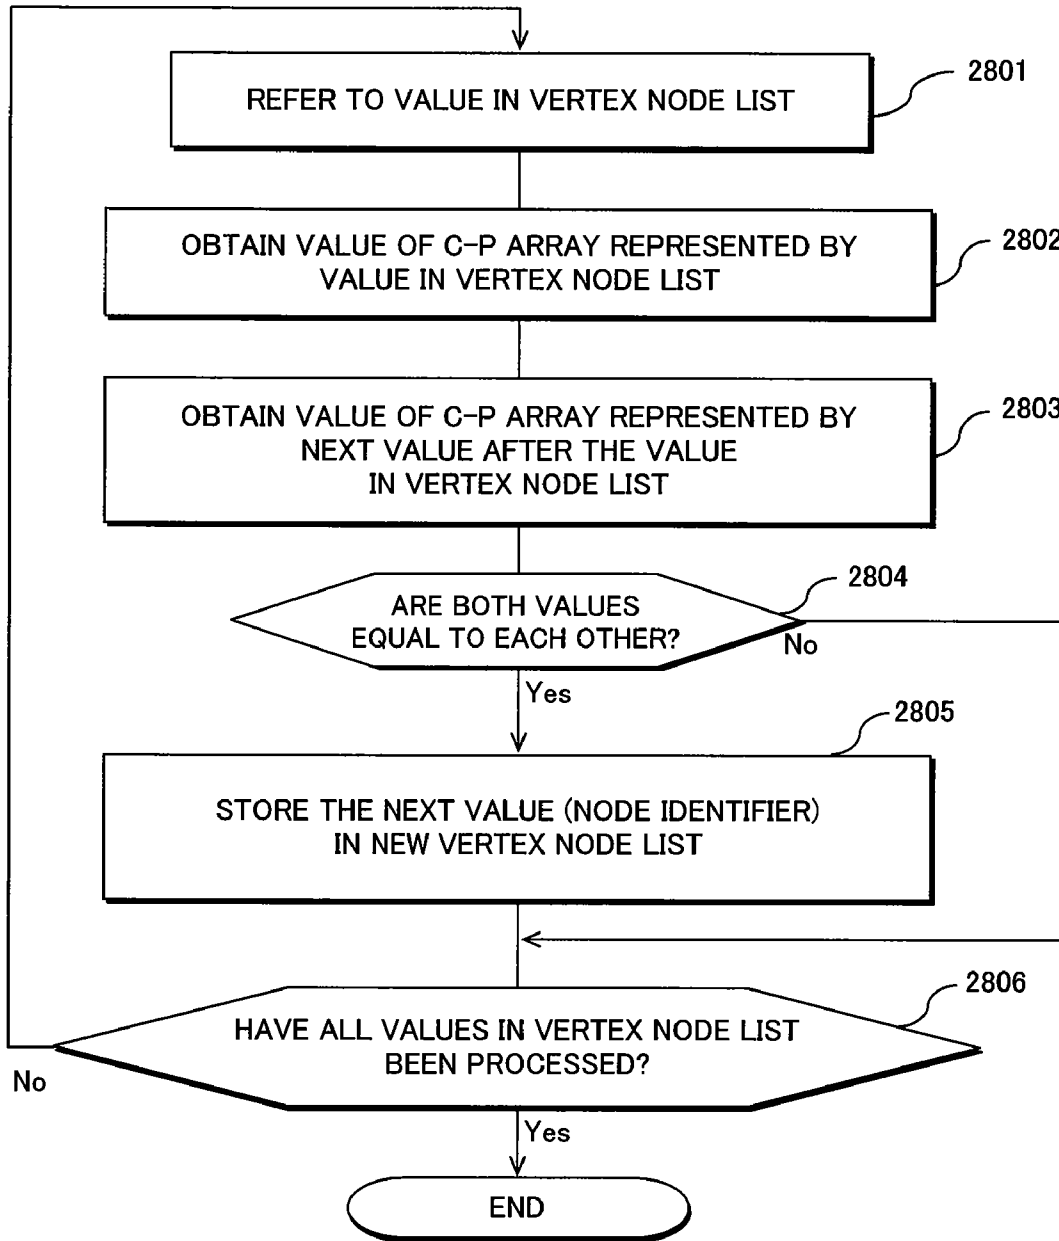 2801
REFER TO VALUE IN VERTEX NODE LIST
2802
OBTAIN VALUE OF C-P ARRAY REPRESENTED BY
VALUE IN VERTEX NODE LIST
2803
OBTAIN VALUE OF C-P ARRAY REPRESENTED BY
NEXT VALUE AFTER THE VALUE
IN VERTEX NODE LIST
2804
ARE BOTH VALUES
EQUAL TO EACH OTHER?
No
Yes
2805
STORE THE NEXT VALUE (NODE IDENTIFIER)
IN NEW VERTEX NODE LIST
2806
HAVE ALL VALUES IN VERTEX NODE LIST
BEEN PROCESSED?
No
Yes
END